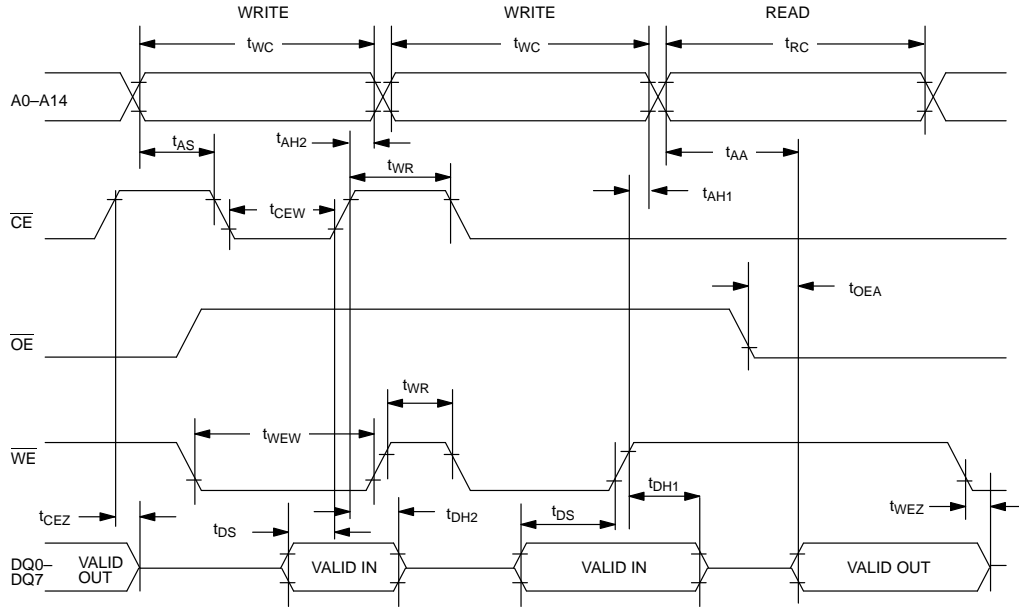 WRITE WRITE READ
tWC tWC tRC
A0–A14
tAS tAH2 tAA
tWR
tAH1
tCEW
CE
tOEA
OE
tWR
tWEW
WE
tDH1
tCEZ tDS tDH2 tDS tWEZ
DQ0–DQ7 VALID OUT VALID IN VALID IN VALID OUT